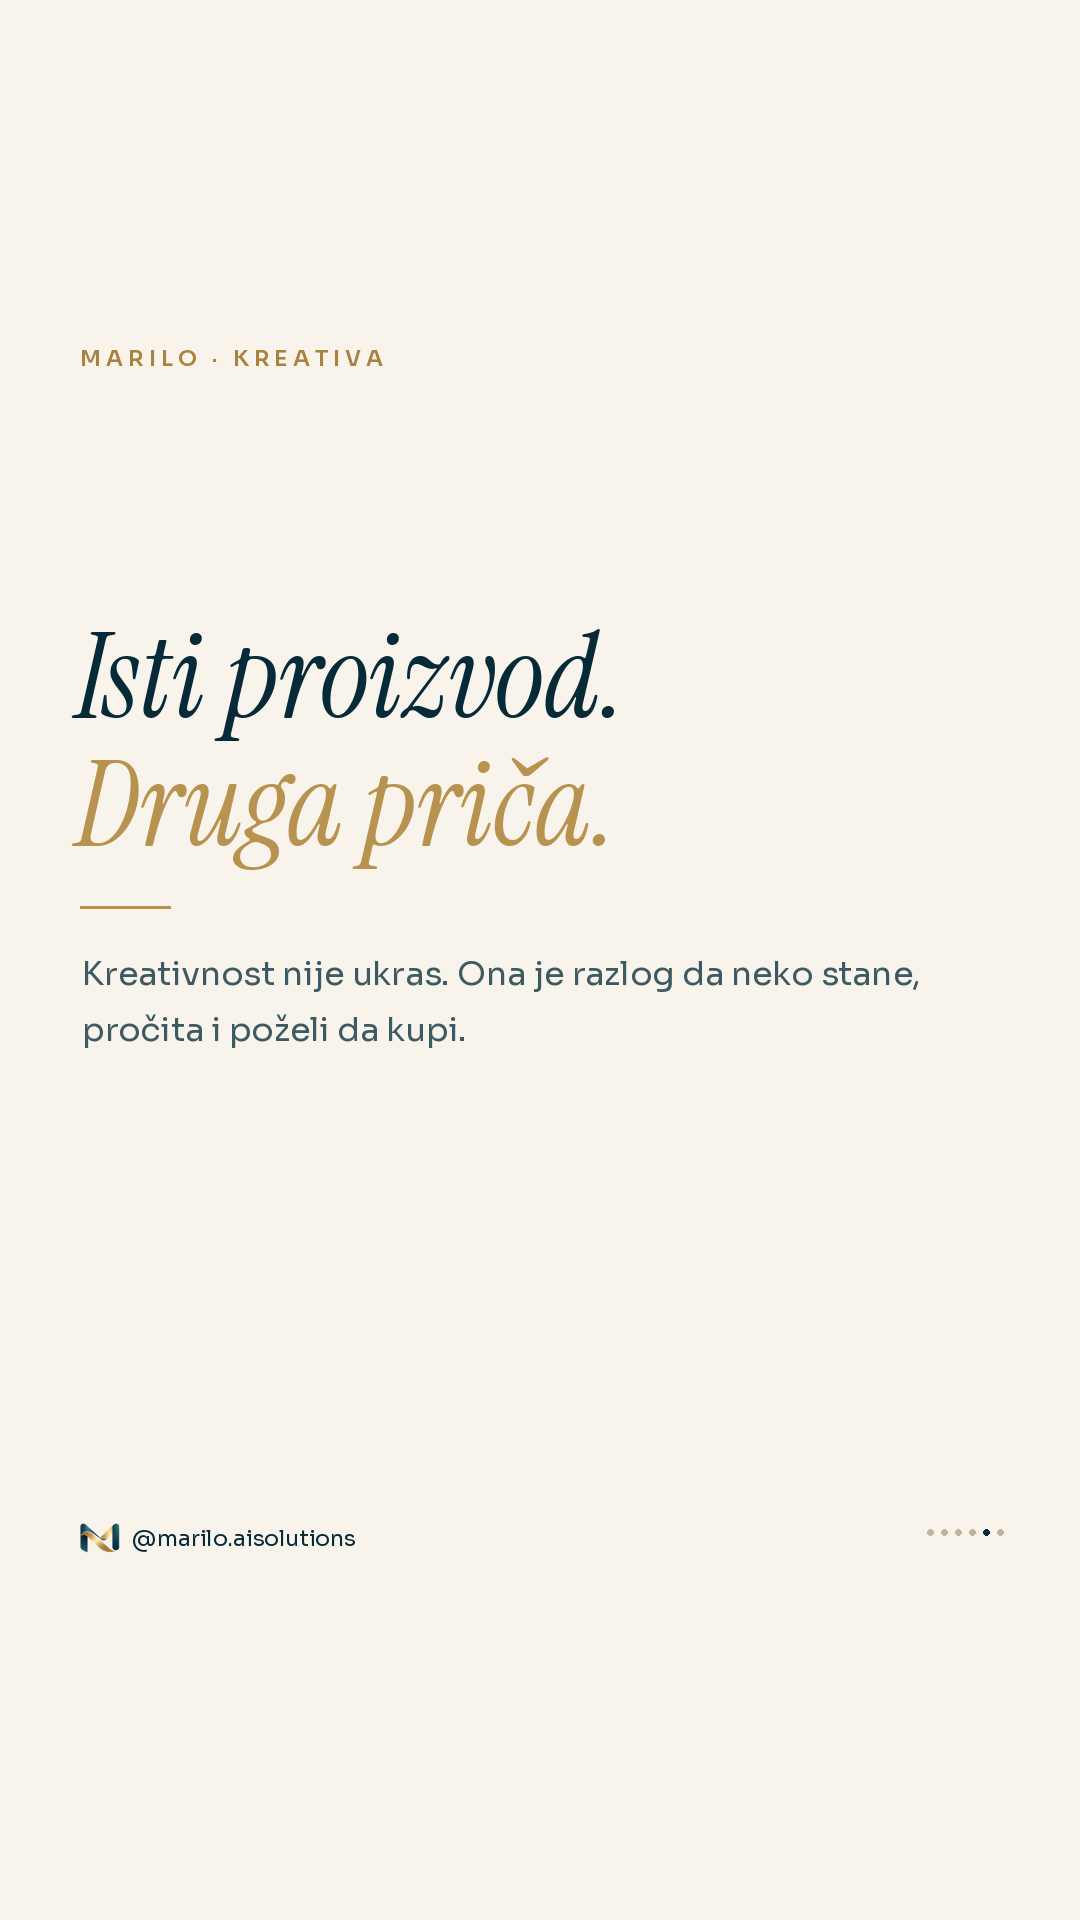 MARILO · KREATIVA
Isti proizvod.
Druga priča.
Kreativnost nije ukras. Ona je razlog da neko stane,
pročita i poželi da kupi.
@marilo.aisolutions